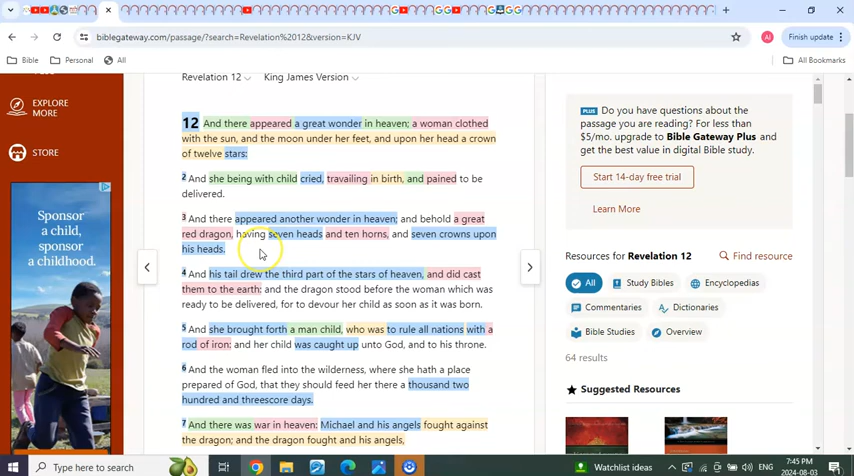 biblegateway.com/passage/?search=Revelation%2012&version=KJV
AI
Finish update
Bible
Personal
All
All Bookmarks
EXPLORE
MORE
STORE
Sponsor
a child,
sponsor
a childhood.
Revelation 12
King James Version
12 And there appeared a great wonder in heaven; a woman clothed
with the sun, and the moon under her feet, and upon her head a crown
of twelve stars:
2 And she being with child cried, travailing in birth, and pained to be
delivered.
3 And there appeared another wonder in heaven; and behold a great
red dragon, having seven heads and ten horns, and seven crowns upon
his heads.
4 And his tail drew the third part of the stars of heaven, and did cast
them to the earth: and the dragon stood before the woman which was
ready to be delivered, for to devour her child as soon as it was born.
5 And she brought forth a man child, who was to rule all nations with a
rod of iron: and her child was caught up unto God, and to his throne.
6 And the woman fled into the wilderness, where she hath a place
prepared of God, that they should feed her there a thousand two
hundred and threescore days.
7 And there was war in heaven: Michael and his angels fought against
the dragon; and the dragon fought and his angels,
PLUS Do you have questions about the
passage you're reading? For less than
$5/mo. upgrade to Bible Gateway Plus and
get the best value in digital Bible study.
Start 14-day free trial
Learn More
Resources for Revelation 12
Find resource
All
Study Bibles
Encyclopedias
Commentaries
Dictionaries
Bible Studies
Overview
64 results
Suggested Resources
Type here to search
Watchlist ideas
ENG
7:45 PM
2024-08-03